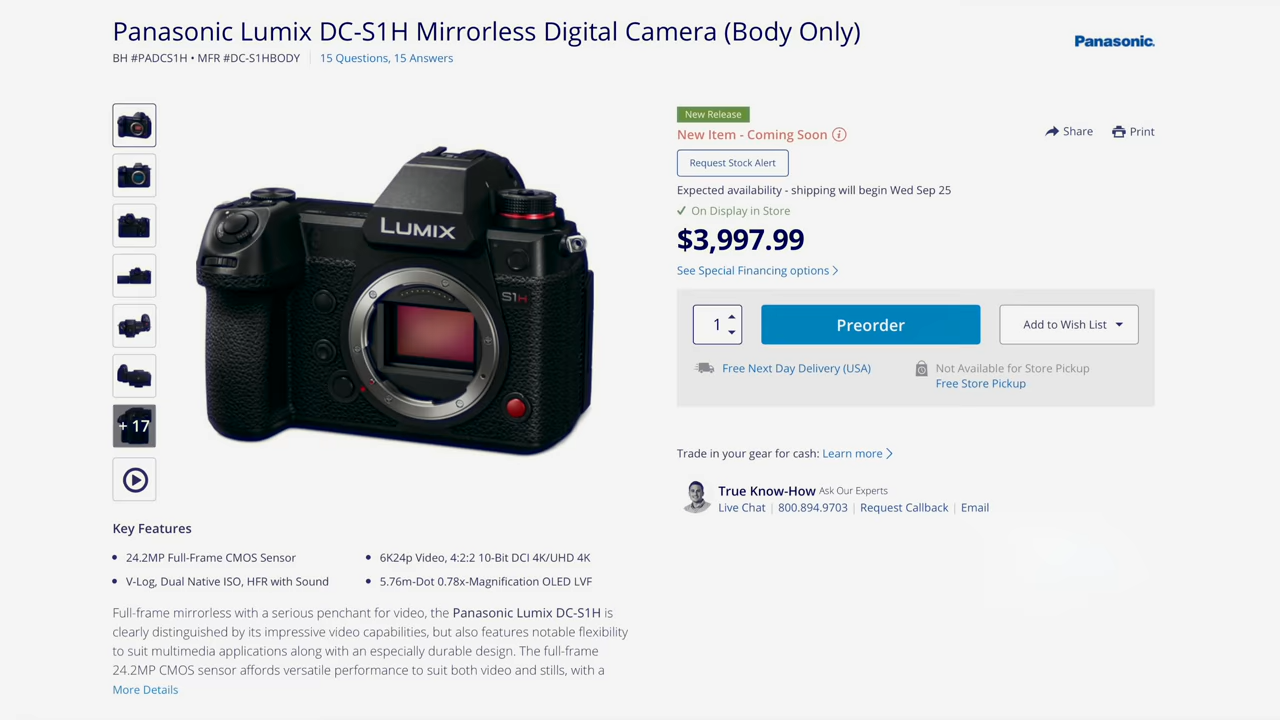 Panasonic Lumix DC-S1H Mirrorless Digital Camera (Body Only)
BH #PADCS1H • MFR #DC-S1HBODY
15 Questions, 15 Answers
Panasonic.
New Release
New Item - Coming Soon
Share
Print
Request Stock Alert
Expected availability - shipping will begin Wed Sep 25
On Display in Store
$3,997.99
See Special Financing options
1
Preorder
Add to Wish List
Free Next Day Delivery (USA)
Not Available for Store Pickup
Free Store Pickup
LUMIX
S1H
+ 17
Trade in your gear for cash: Learn more
True Know-How Ask Our Experts
Live Chat | 800.894.9703 | Request Callback | Email
Key Features
• 24.2MP Full-Frame CMOS Sensor
• V-Log, Dual Native ISO, HFR with Sound
• 6K24p Video, 4:2:2 10-Bit DCI 4K/UHD 4K
• 5.76m-Dot 0.78x-Magnification OLED LVF
Full-frame mirrorless with a serious penchant for video, the Panasonic Lumix DC-S1H is
clearly distinguished by its impressive video capabilities, but also features notable flexibility
to suit multimedia applications along with an especially durable design. The full-frame
24.2MP CMOS sensor affords versatile performance to suit both video and stills, with a
More Details